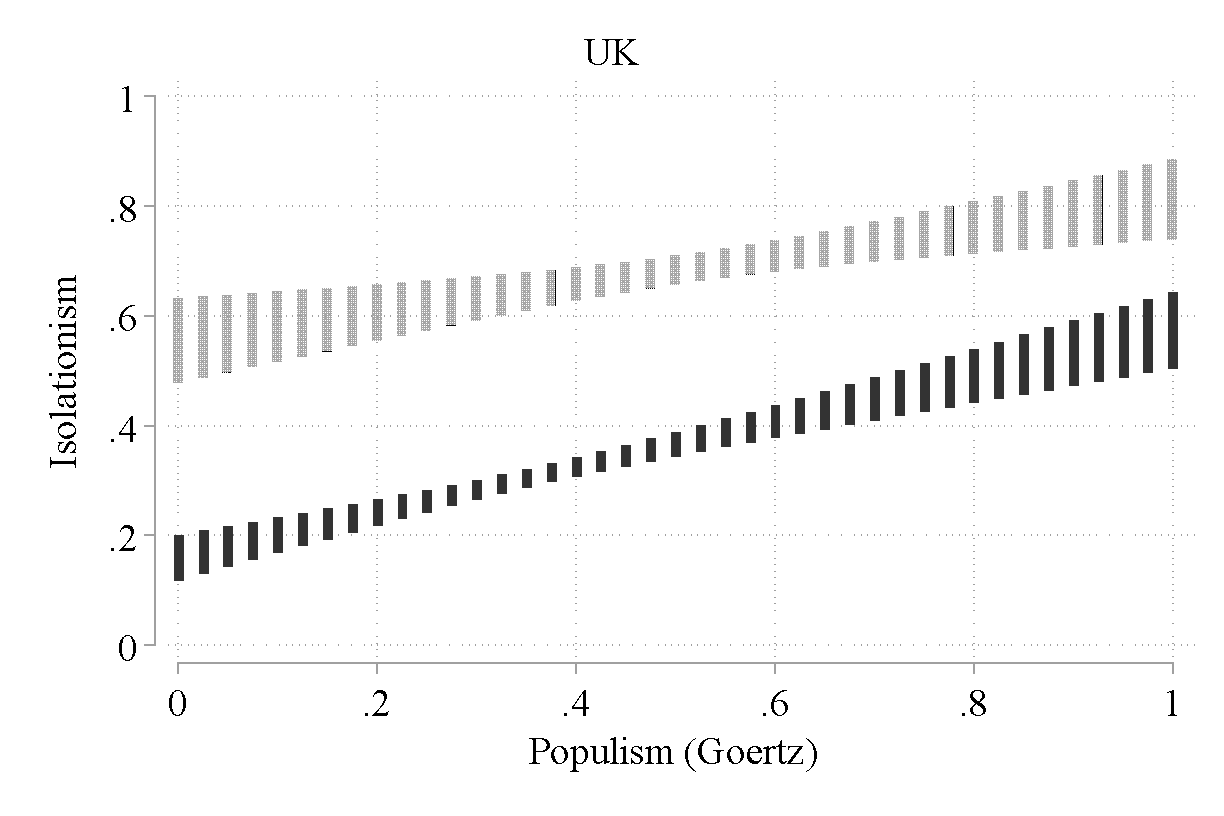 UK
1
.8
.6
.4
.2
0
Isolationism
0 .2 .4 .6 .8 1
Populism (Goertz)